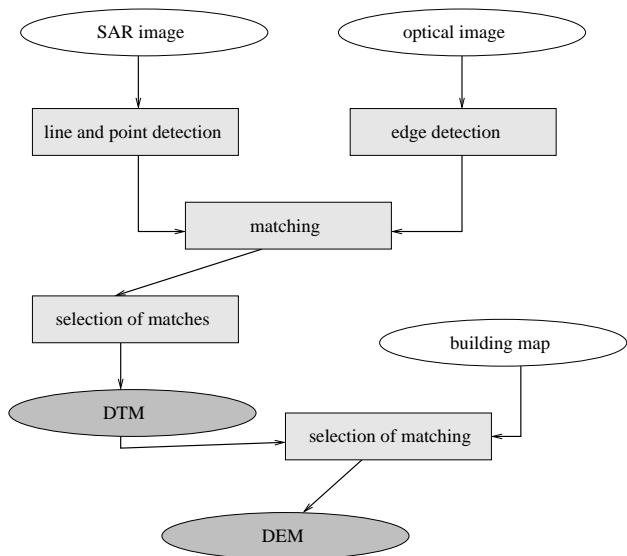 SAR image
optical image
line and point detection
edge detection
matching
selection of matches
building map
DTM
selection of matching
DEM